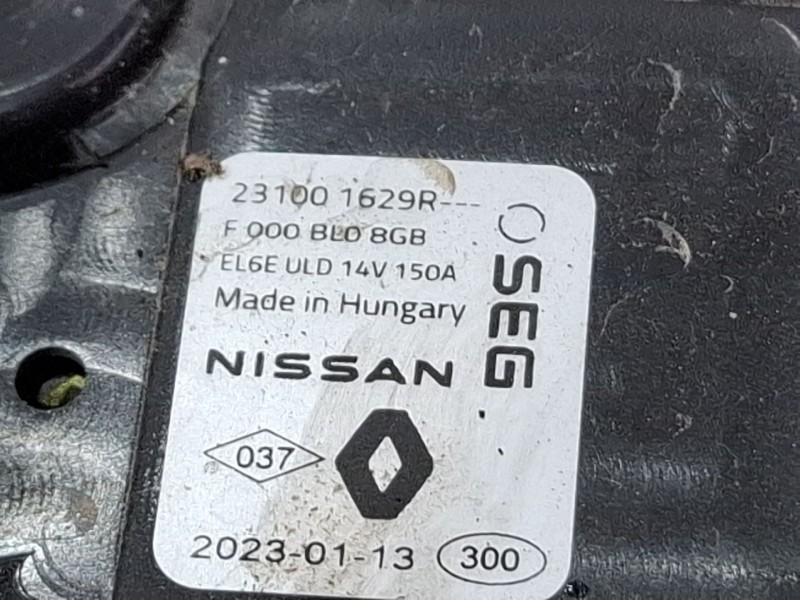 23100 1629R---
F 000 BL0 8GB
EL6E ULD 14V 150A
Made in Hungary
SEG
NISSAN
037
2023-01-13 300